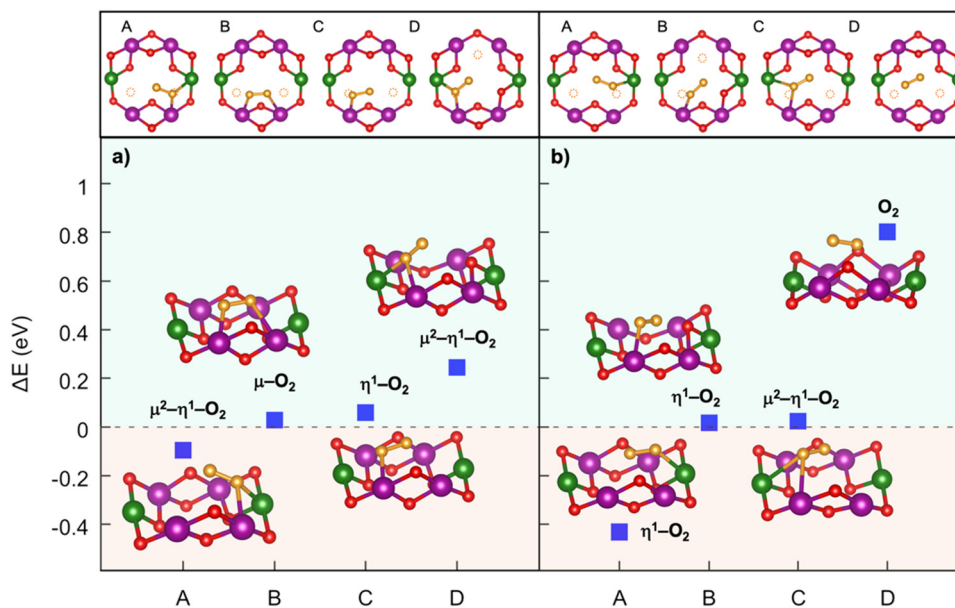 A B C D
A B C D
a)
b)
ΔE (eV)
1
0.8
0.6
0.4
0.2
0
-0.2
-0.4
μ²–η¹–O₂
μ–O₂
η¹–O₂
μ²–η¹–O₂
η¹–O₂
η¹–O₂
μ²–η¹–O₂
O₂
A B C D
A B C D